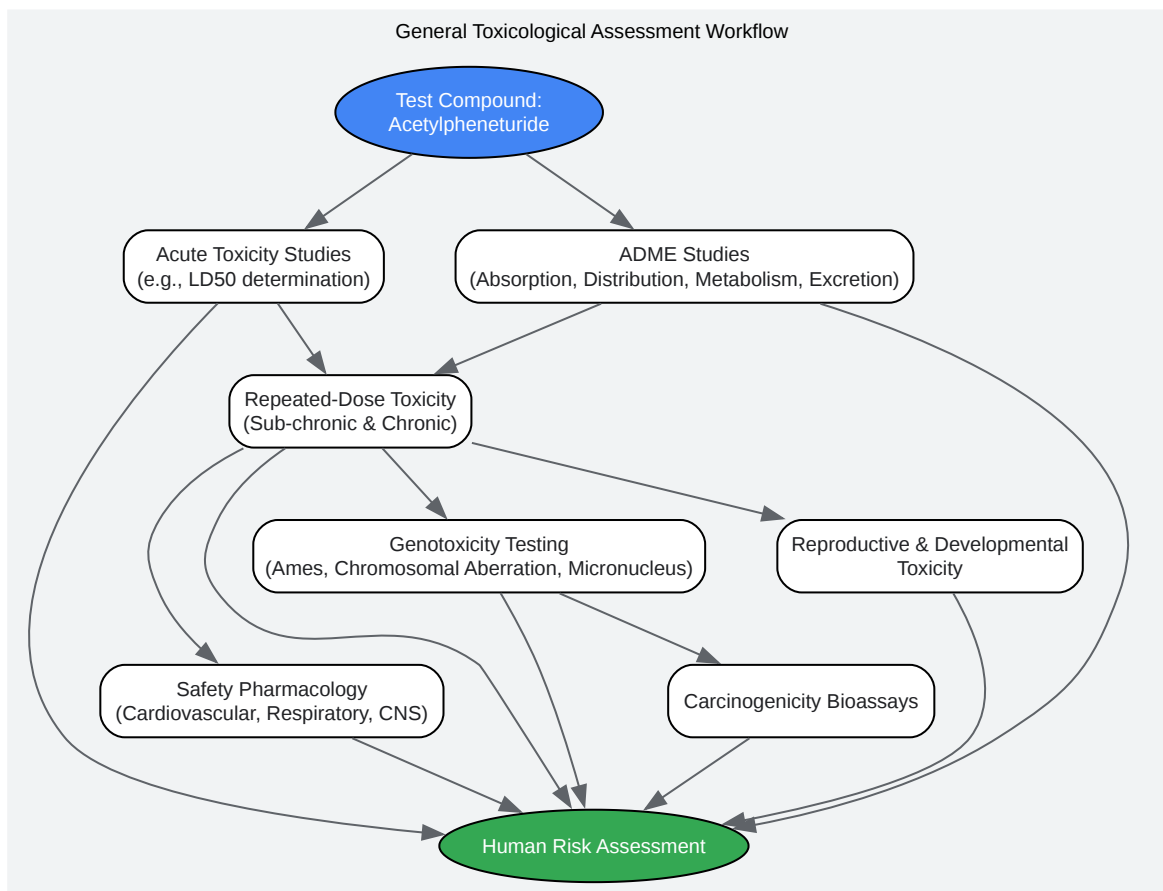 General Toxicological Assessment Workflow
Test Compound:
Acetylpheneturide
Acute Toxicity Studies
(e.g., LD50 determination)
ADME Studies
(Absorption, Distribution, Metabolism, Excretion)
Repeated-Dose Toxicity
(Sub-chronic & Chronic)
Genotoxicity Testing
(Ames, Chromosomal Aberration, Micronucleus)
Reproductive & Developmental
Toxicity
Safety Pharmacology
(Cardiovascular, Respiratory, CNS)
Carcinogenicity Bioassays
Human Risk Assessment